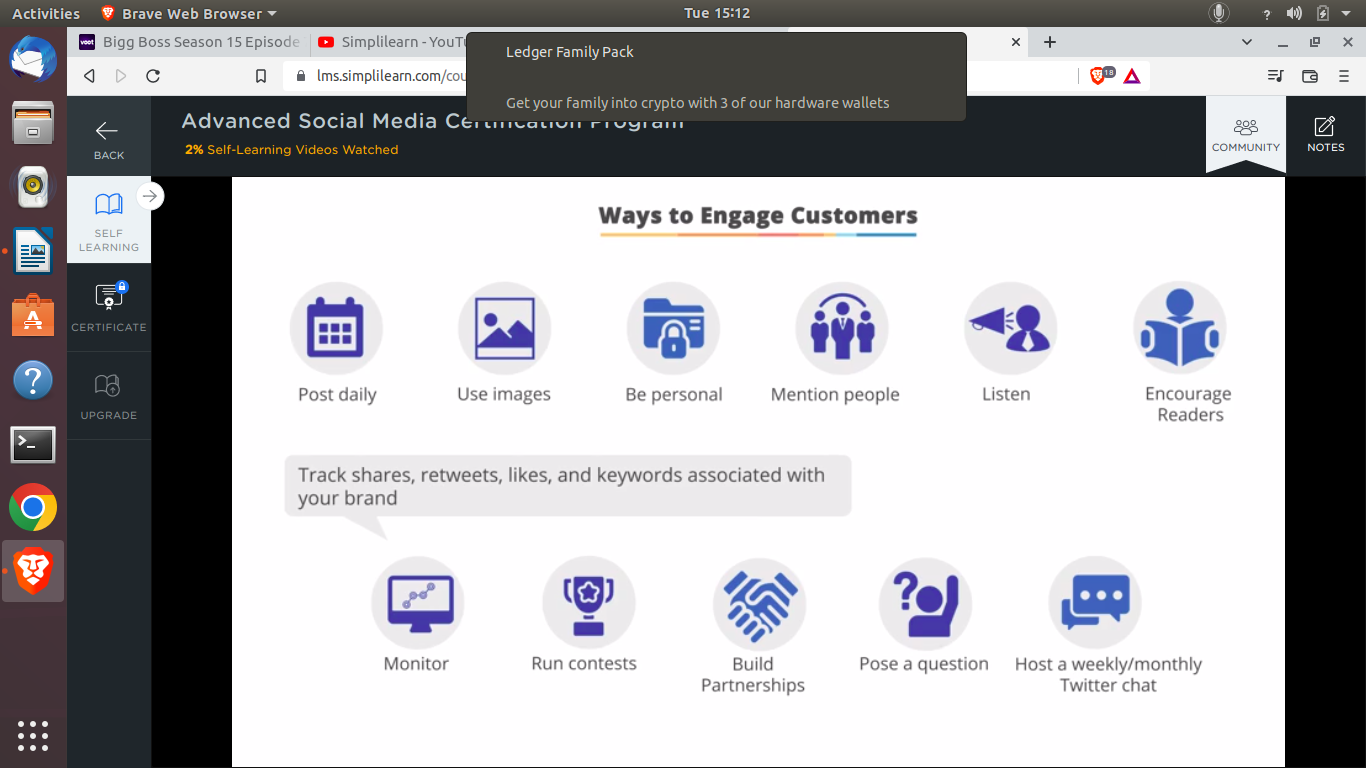 Activities
Brave Web Browser
Tue 15:12
?
voot
Bigg Boss Season 15 Episode
Simplilearn - YouTu
lms.simplilearn.com/cou
18
Ledger Family Pack
Get your family into crypto with 3 of our hardware wallets
BACK
Advanced Social Media Certification Program
2% Self-Learning Videos Watched
COMMUNITY
NOTES
SELF
LEARNING
CERTIFICATE
UPGRADE
Ways to Engage Customers
Post daily
Use images
Be personal
Mention people
Listen
Encourage
Readers
Track shares, retweets, likes, and keywords associated with
your brand
Monitor
Run contests
Build
Partnerships
Pose a question
Host a weekly/monthly
Twitter chat